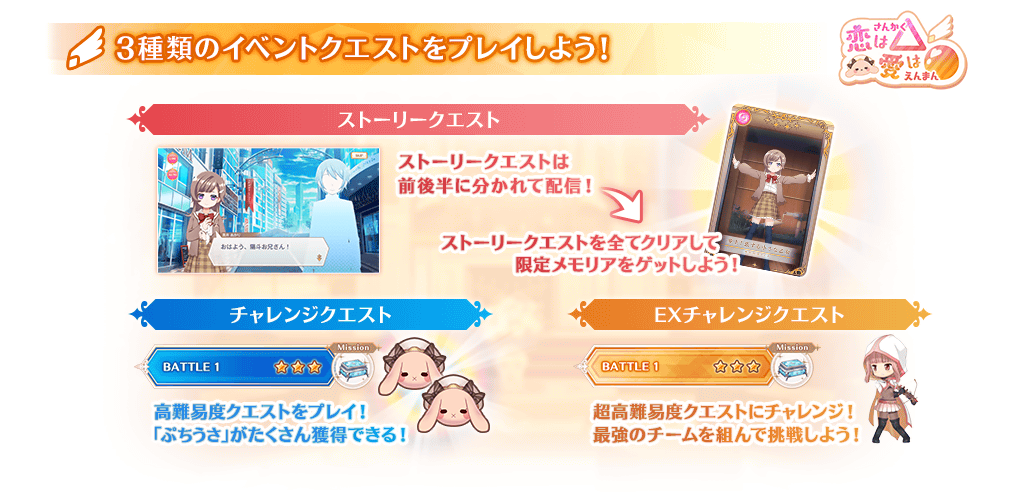 3種類のイベントクエストをプレイしよう!
さんかく
恋は△
愛は
えんまん
ストーリークエスト
ストーリークエストは
前後半に分かれて配信!
おはよう、陽斗お兄さん!
ストーリークエストを全てクリアして
限定メモリアをゲットしよう!
チャレンジクエスト
Mission
BATTLE 1
高難易度クエストをプレイ!
「ぷちうさ」がたくさん獲得できる!
EXチャレンジクエスト
Mission
BATTLE 1
超高難易度クエストにチャレンジ!
最強のチームを組んで挑戦しよう!